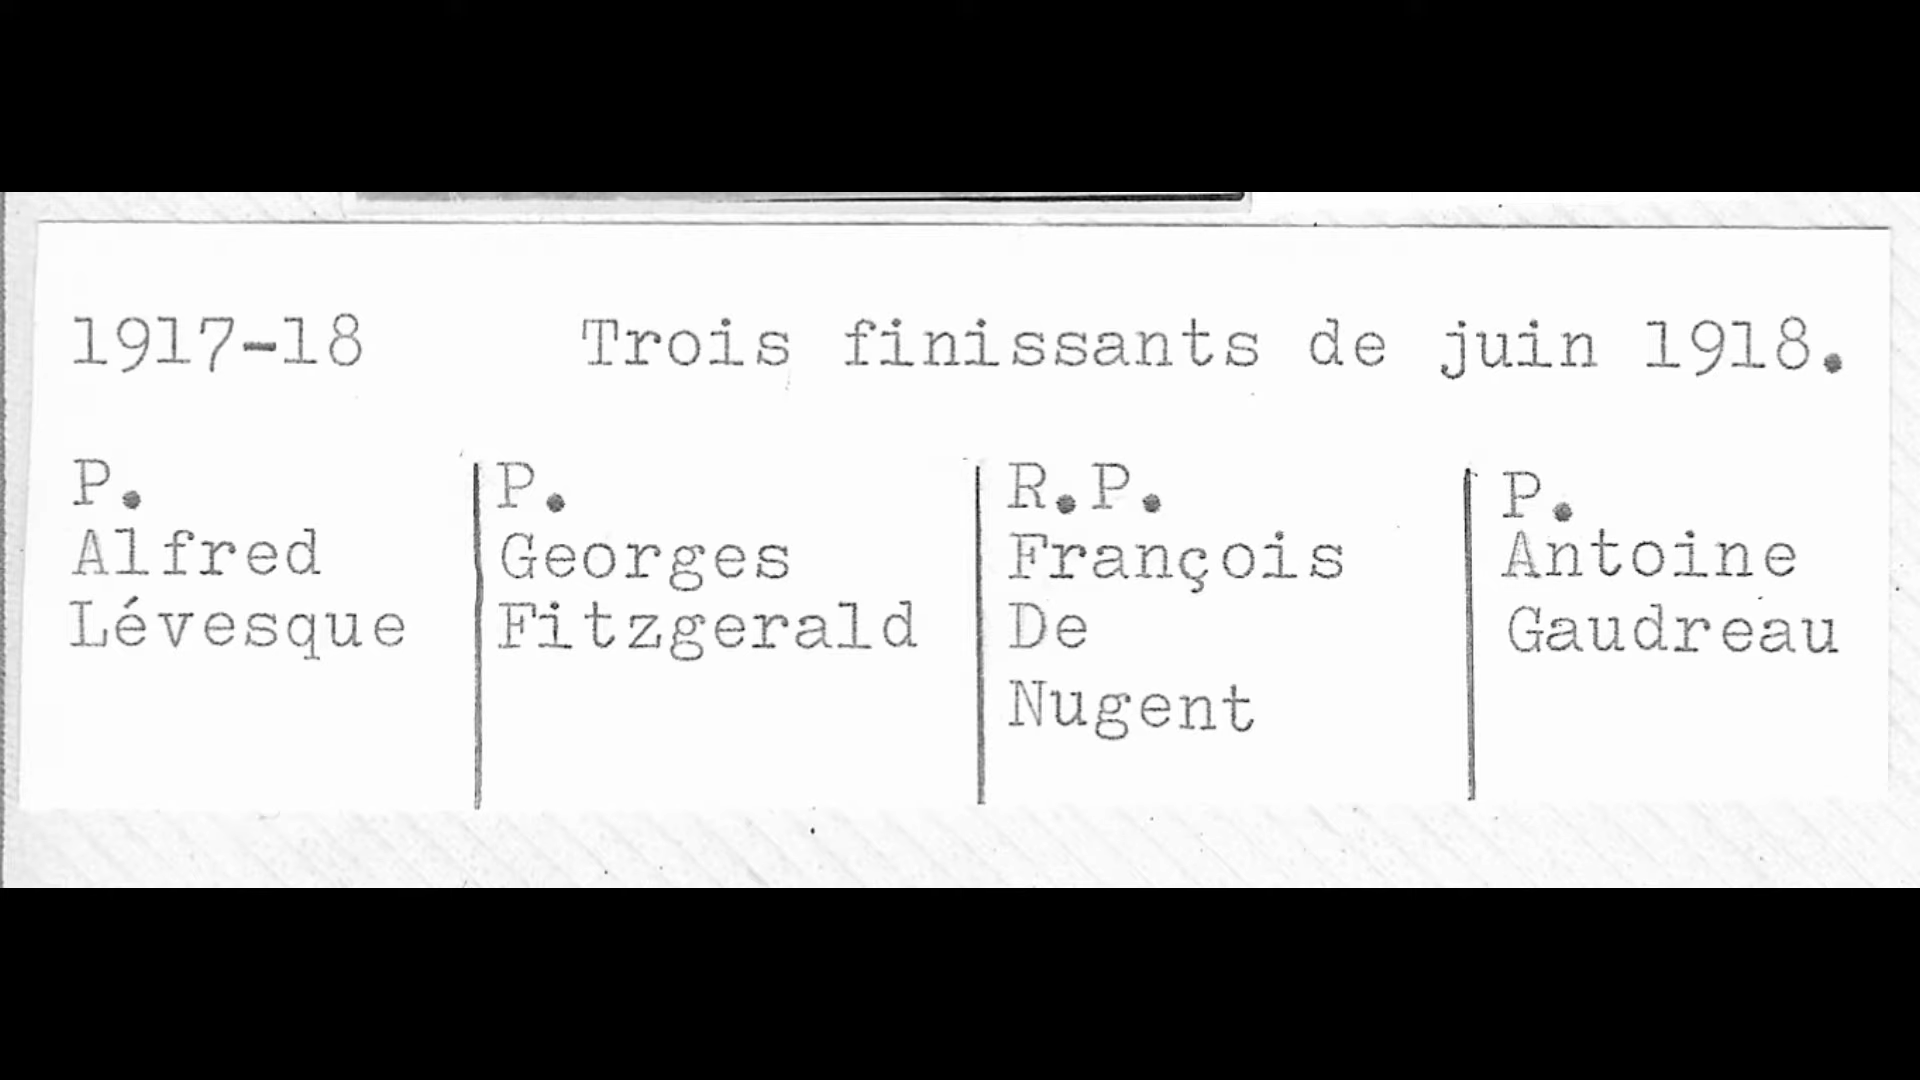 1917-18 Trois finissants de juin 1918.
P.
Alfred
Lévesque
P.
Georges
Fitzgerald
R.P.
François
De
Nugent
P.
Antoine
Gaudreau